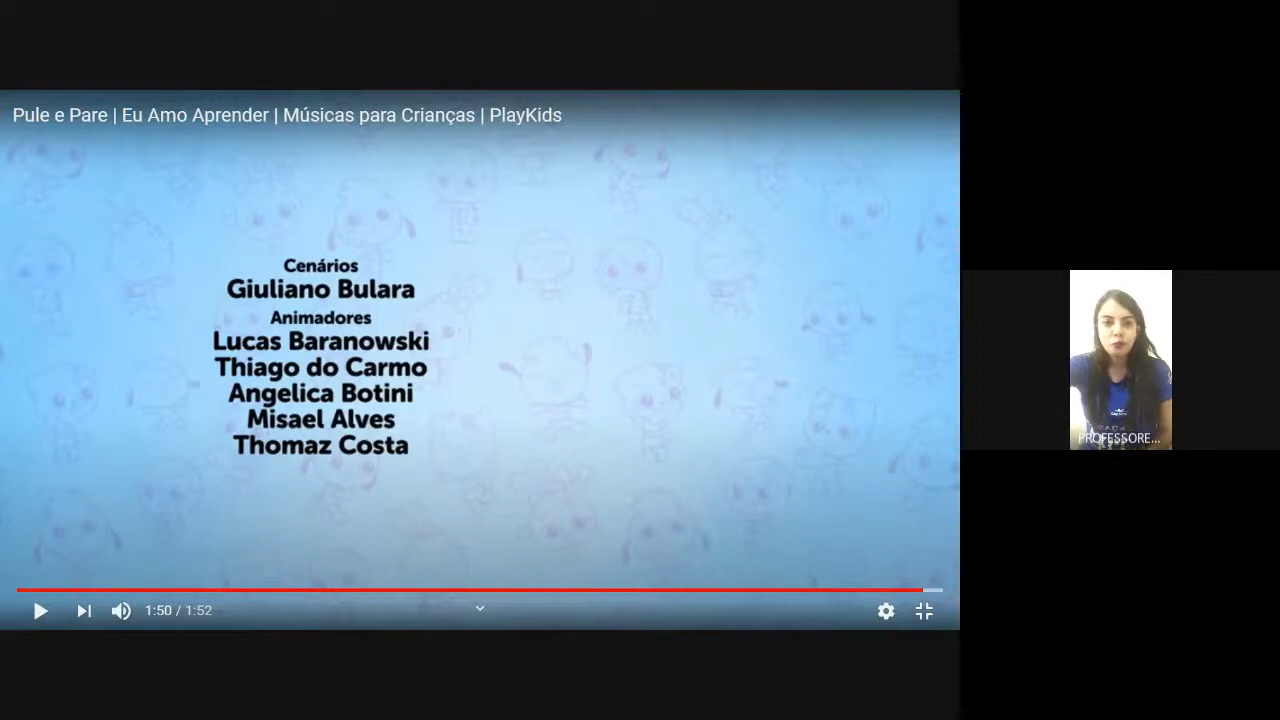 Pule e Pare | Eu Amo Aprender | Músicas para Crianças | PlayKids
Cenários
Giuliano Bulara
Animadores
Lucas Baranowski
Thiago do Carmo
Angelica Botini
Misael Alves
Thomaz Costa
PROFESSORE...
1:50 / 1:52